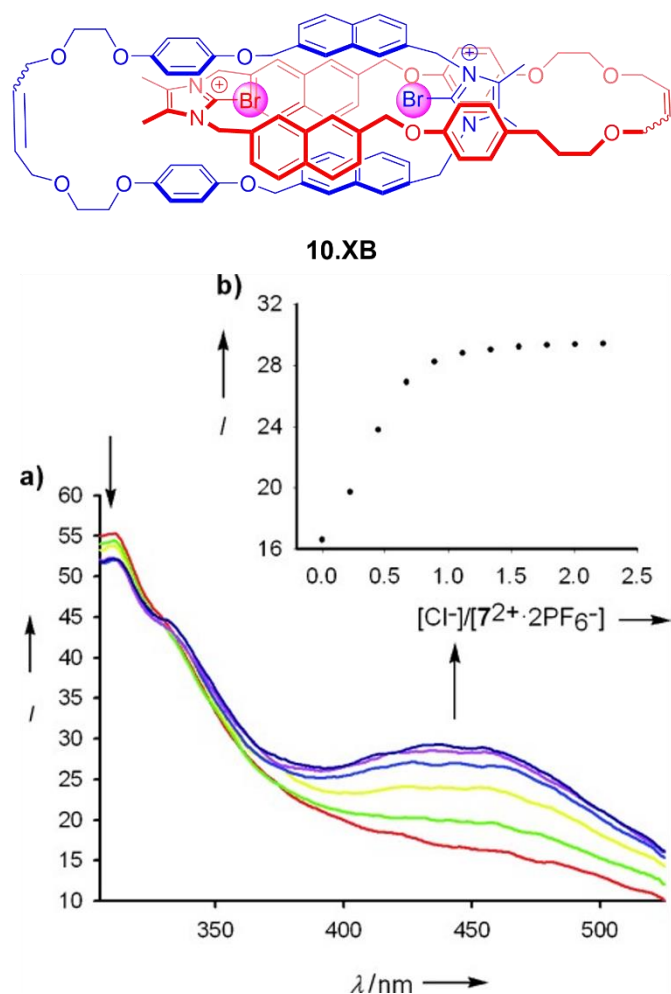 O O O ⊕
⊕ N O N O O
N Br Br
N N
O O
O O O
10.XB
b)
32
28
I
24
20
16
0.0 0.5 1.0 1.5 2.0 2.5
[Cl⁻]/[7²⁺·2PF₆⁻]
a)
60
55
50
45
40
I
35
30
25
20
15
10
350 400 450 500
λ/nm